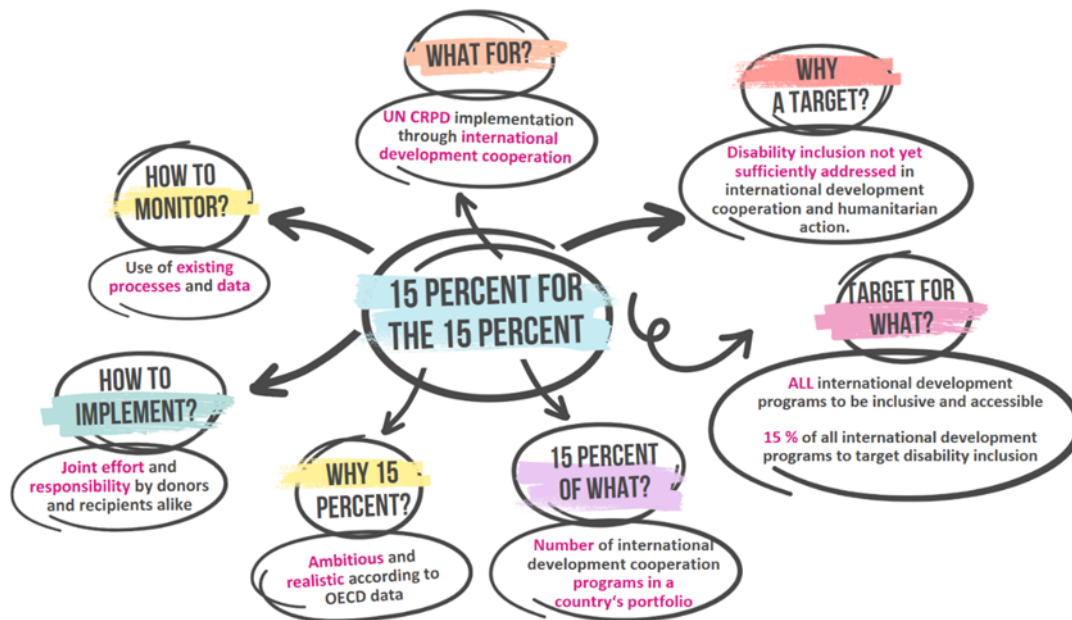 WHAT FOR?
UN CRPD implementation
through international
development cooperation
WHY
A TARGET?
Disability inclusion not yet
sufficiently addressed in
international development
cooperation and humanitarian
action.
HOW TO
MONITOR?
Use of existing
processes and data
15 PERCENT FOR
THE 15 PERCENT
TARGET FOR
WHAT?
ALL international development
programs to be inclusive and accessible
15 % of all international development
programs to target disability inclusion
HOW TO
IMPLEMENT?
Joint effort and
responsibility by donors
and recipients alike
WHY 15
PERCENT?
Ambitious and
realistic according to
OECD data
15 PERCENT
OF WHAT?
Number of international
development cooperation
programs in a
country‘s portfolio